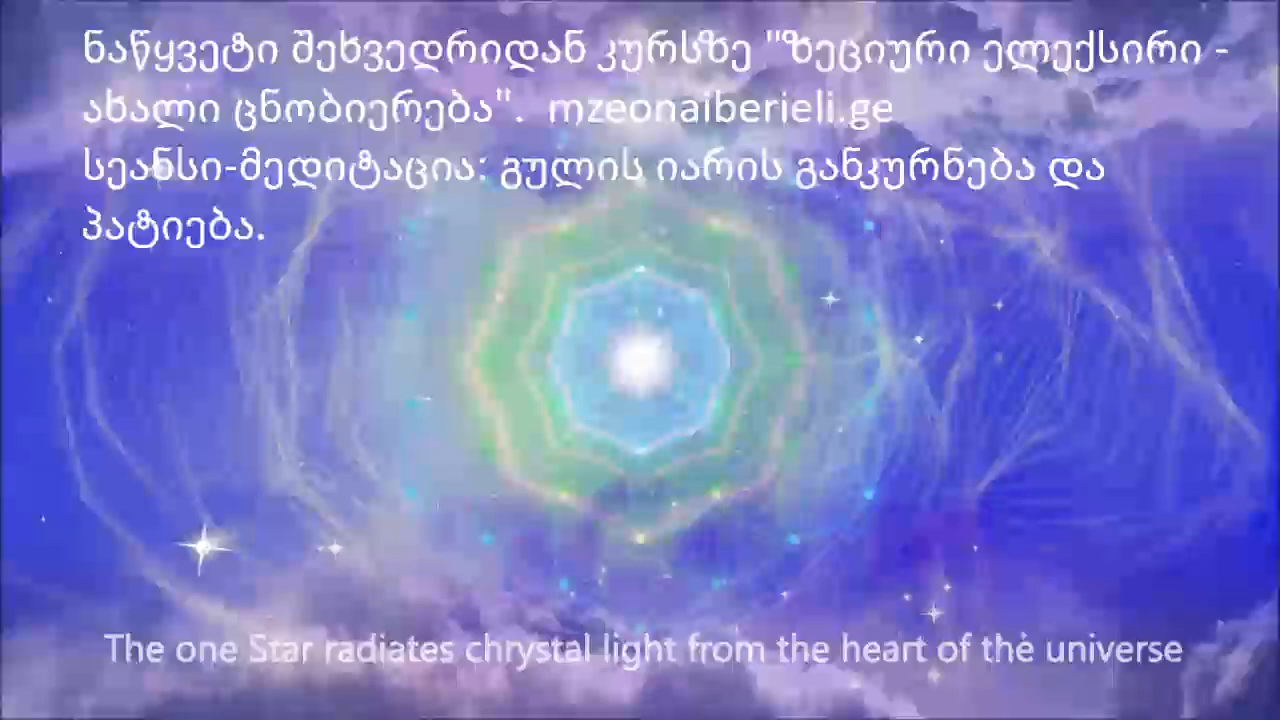 ნაწყვეტი შეხვედრიდან კურსზე "ზეციური ელექსირი -
ახალი ცნობიერება".  mzeonaiberieli.ge
სეანსი-მედიტაცია: გულის იარის განკურნება და
პატიება.
The one Star radiates chrystal light from the heart of the universe